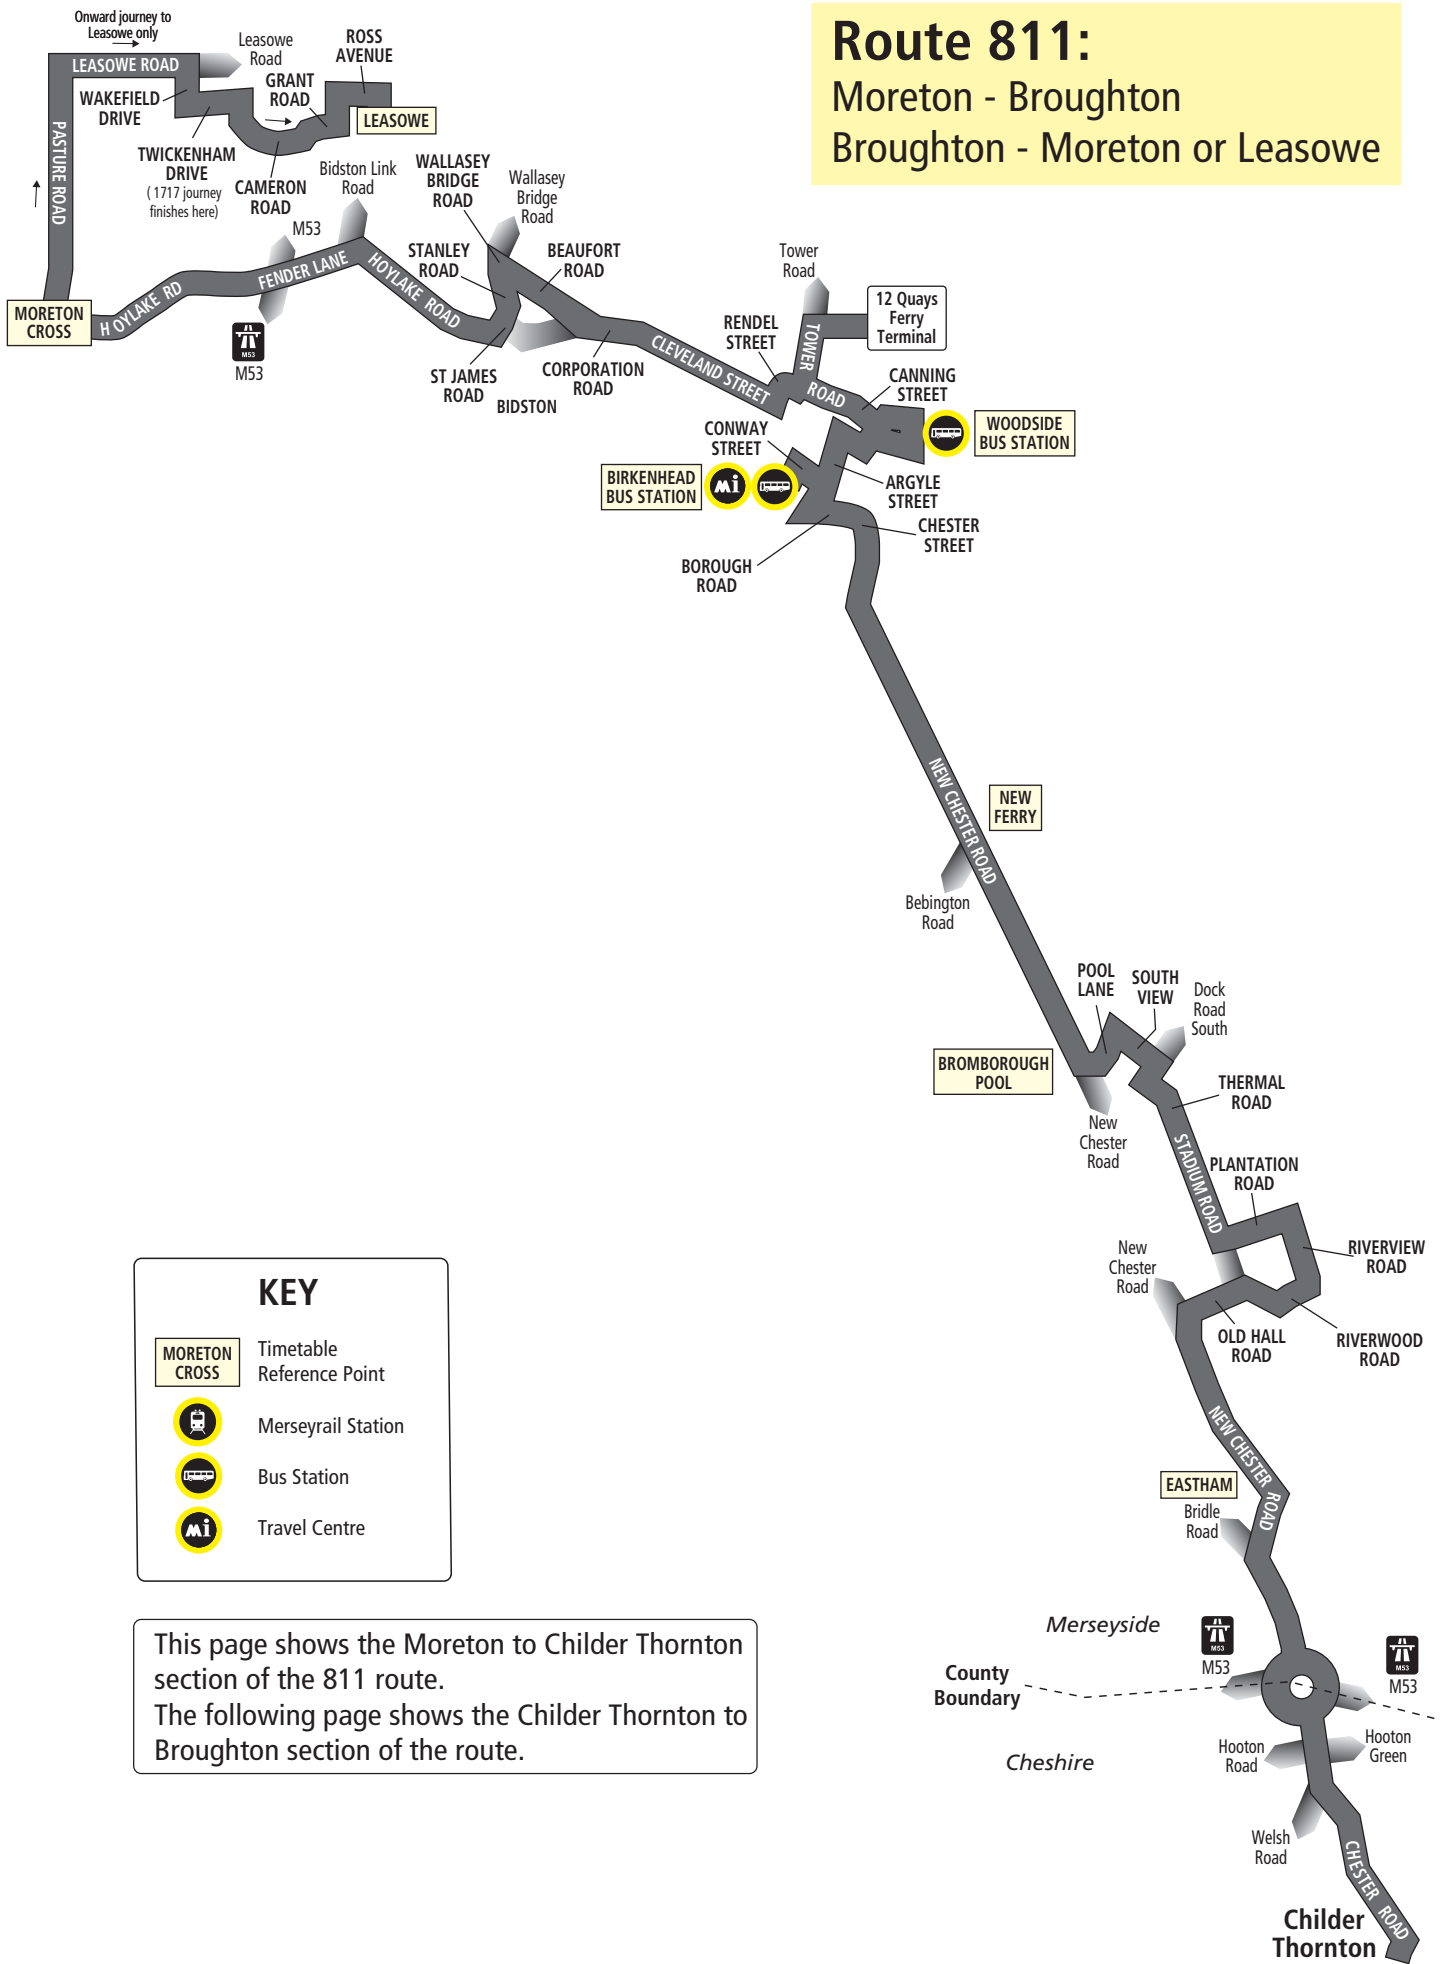 Route 811:
Moreton - Broughton
Broughton - Moreton or Leasowe
Onward journey to
Leasowe only
LEASOWE ROAD
Leasowe
Road
ROSS
AVENUE
GRANT
ROAD
WAKEFIELD
DRIVE
LEASOWE
PASTURE ROAD
TWICKENHAM
DRIVE
( 1717 journey
finishes here)
CAMERON
ROAD
Bidston Link
Road
WALLASEY
BRIDGE
ROAD
Wallasey
Bridge
Road
M53
STANLEY
ROAD
BEAUFORT
ROAD
FENDER LANE
HOYLAKE ROAD
HOYLAKE RD
MORETON
CROSS
M53
M53
ST JAMES
ROAD
BIDSTON
CORPORATION
ROAD
CLEVELAND STREET
Tower
Road
RENDEL
STREET
TOWER
ROAD
12 Quays
Ferry
Terminal
CANNING
STREET
CONWAY
STREET
WOODSIDE
BUS STATION
BIRKENHEAD
BUS STATION
mi
ARGYLE
STREET
CHESTER
STREET
BOROUGH
ROAD
NEW CHESTER ROAD
NEW
FERRY
Bebington
Road
POOL
LANE
SOUTH
VIEW
Dock
Road
South
BROMBOROUGH
POOL
New
Chester
Road
THERMAL
ROAD
STADIUM ROAD
PLANTATION
ROAD
RIVERVIEW
ROAD
New
Chester
Road
OLD HALL
ROAD
RIVERWOOD
ROAD
NEW CHESTER ROAD
EASTHAM
Bridle
Road
Merseyside
M53
M53
M53
M53
County
Boundary
Cheshire
Hooton
Road
Hooton
Green
Welsh
Road
CHESTER ROAD
Childer
Thornton
KEY
MORETON
CROSS
Timetable
Reference Point
Merseyrail Station
Bus Station
mi
Travel Centre
This page shows the Moreton to Childer Thornton
section of the 811 route.
The following page shows the Childer Thornton to
Broughton section of the route.